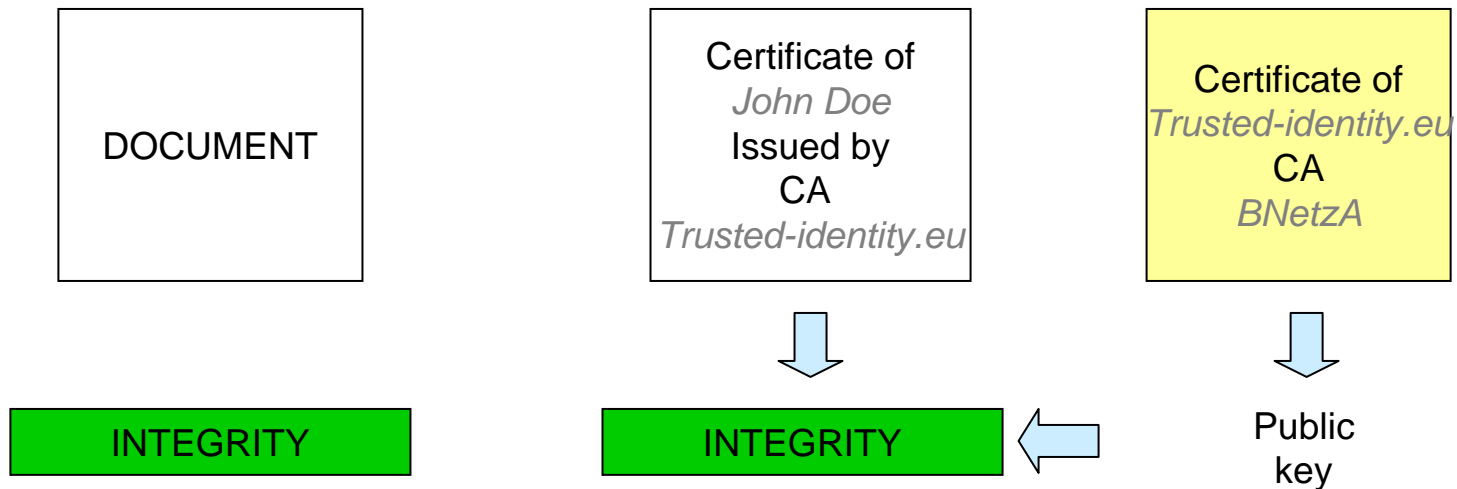 DOCUMENT
Certificate of
John Doe
Issued by
CA
Trusted-identity.eu
Certificate of
Trusted-identity.eu
CA
BNetzA
INTEGRITY
INTEGRITY
Public
key